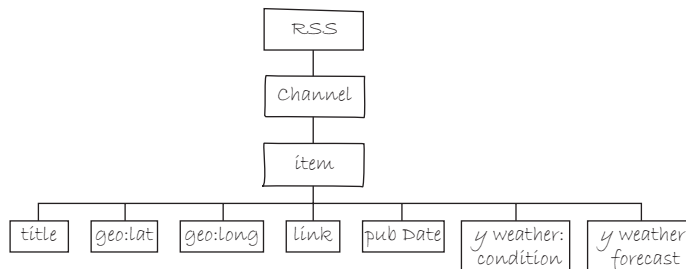 RSS
Channel
item
title geo:lat geo:long link pub Date y weather: y weather
condition forecast